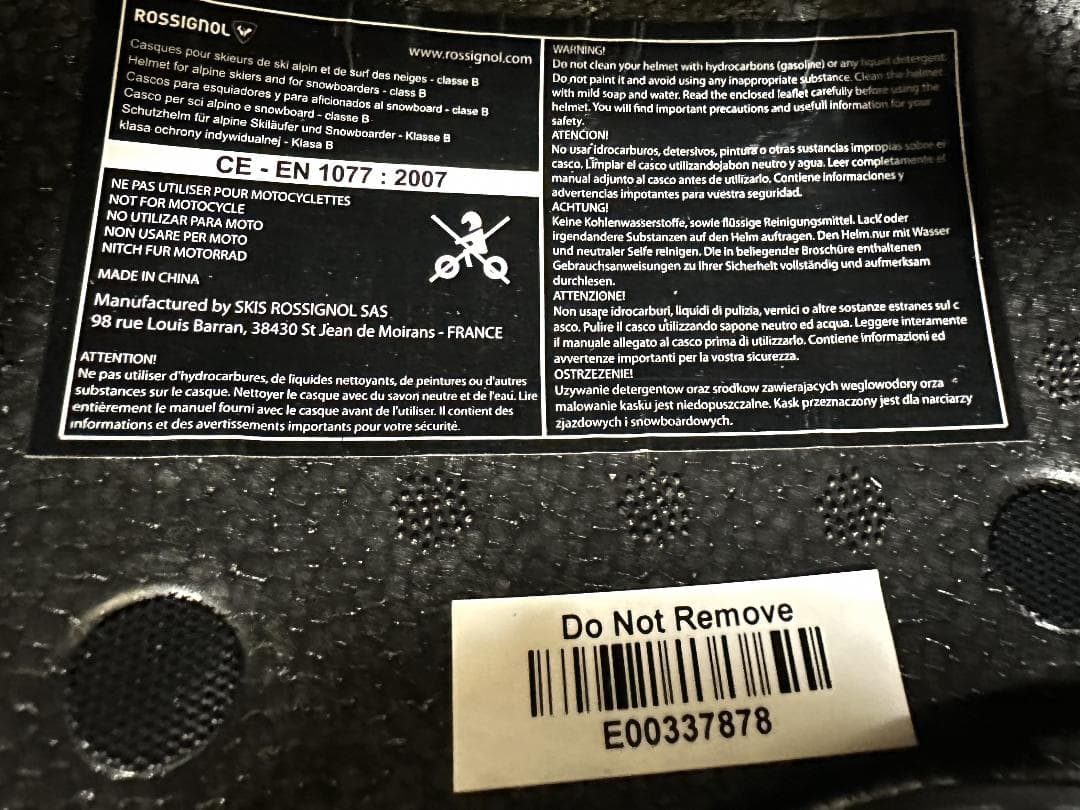 ROSSIGNOL
www.rossignol.com
Casques pour skieurs de ski alpin et de surf des neiges - classe B
Helmet for alpine skiers and for snowboarders - class B
Cascos para esquiadores y para aficionados al snowboard - clase B
Casco per sci alpino e snowboard - classe B
Schutzhelm für alpine Skiläufer und Snowboarder - Klasse B
klasa ochrony indywidualnej - Klasa B
CE - EN 1077 : 2007
NE PAS UTILISER POUR MOTOCYCLETTES
NOT FOR MOTOCYCLE
NO UTILIZAR PARA MOTO
NON USARE PER MOTO
NITCH FUR MOTORRAD
MADE IN CHINA
Manufactured by SKIS ROSSIGNOL SAS
98 rue Louis Barran, 38430 St Jean de Moirans - FRANCE
ATTENTION!
Ne pas utiliser d'hydrocarbures, de liquides nettoyants, de peintures ou d'autres
substances sur le casque. Nettoyer le casque avec du savon neutre et de l'eau. Lire
entièrement le manuel fourni avec le casque avant de l'utiliser. Il contient des
informations et des avertissements importants pour votre sécurité.
WARNING!
Do not clean your helmet with hydrocarbons (gasoline) or any liquid detergent.
Do not paint it and avoid using any inappropriate substance. Clean the helmet
with mild soap and water. Read the enclosed leaflet carefully before using the
helmet. You will find important precautions and usefull information for your
safety.
ATENCION!
No usar idrocarburos, detersivos, pintura o otras sustancias impropias sobre el
casco. Limpiar el casco utilizandojabon neutro y agua. Leer completamente el
manual adjunto al casco antes de utilizarlo. Contiene informaciones y
advertencias impotantes para vuestra seguridad.
ACHTUNG!
Keine Kohlenwasserstoffe, sowie flüssige Reinigungsmittel. Lack oder
irgendandere Substanzen auf den Helm auftragen. Den Helm nur mit Wasser
und neutraler Seife reinigen. Die in beliegender Broschüre enthaltenen
Gebrauchsanweisungen zu Ihrer Sicherheit vollständig und aufmerksam
durchlesen.
ATTENZIONE!
Non usare idrocarburi, liquidi di pulizia, vernici o altre sostanze estranes sul c
asco. Pulire il casco utilizzando sapone neutro ed acqua. Leggere interamente
il manuale allegato al casco prima di utilizzarlo. Contiene informazioni ed
avvertenze importanti per la vostra sicurezza.
OSTRZEZENIE!
Uzywanie detergentow oraz srodkow zawierajacych weglowodory orza
malowanie kasku jest niedopuszczalne. Kask przeznaczony jest dla narciarzy
zjazdowych i snowboardowych.
Do Not Remove
E00337878